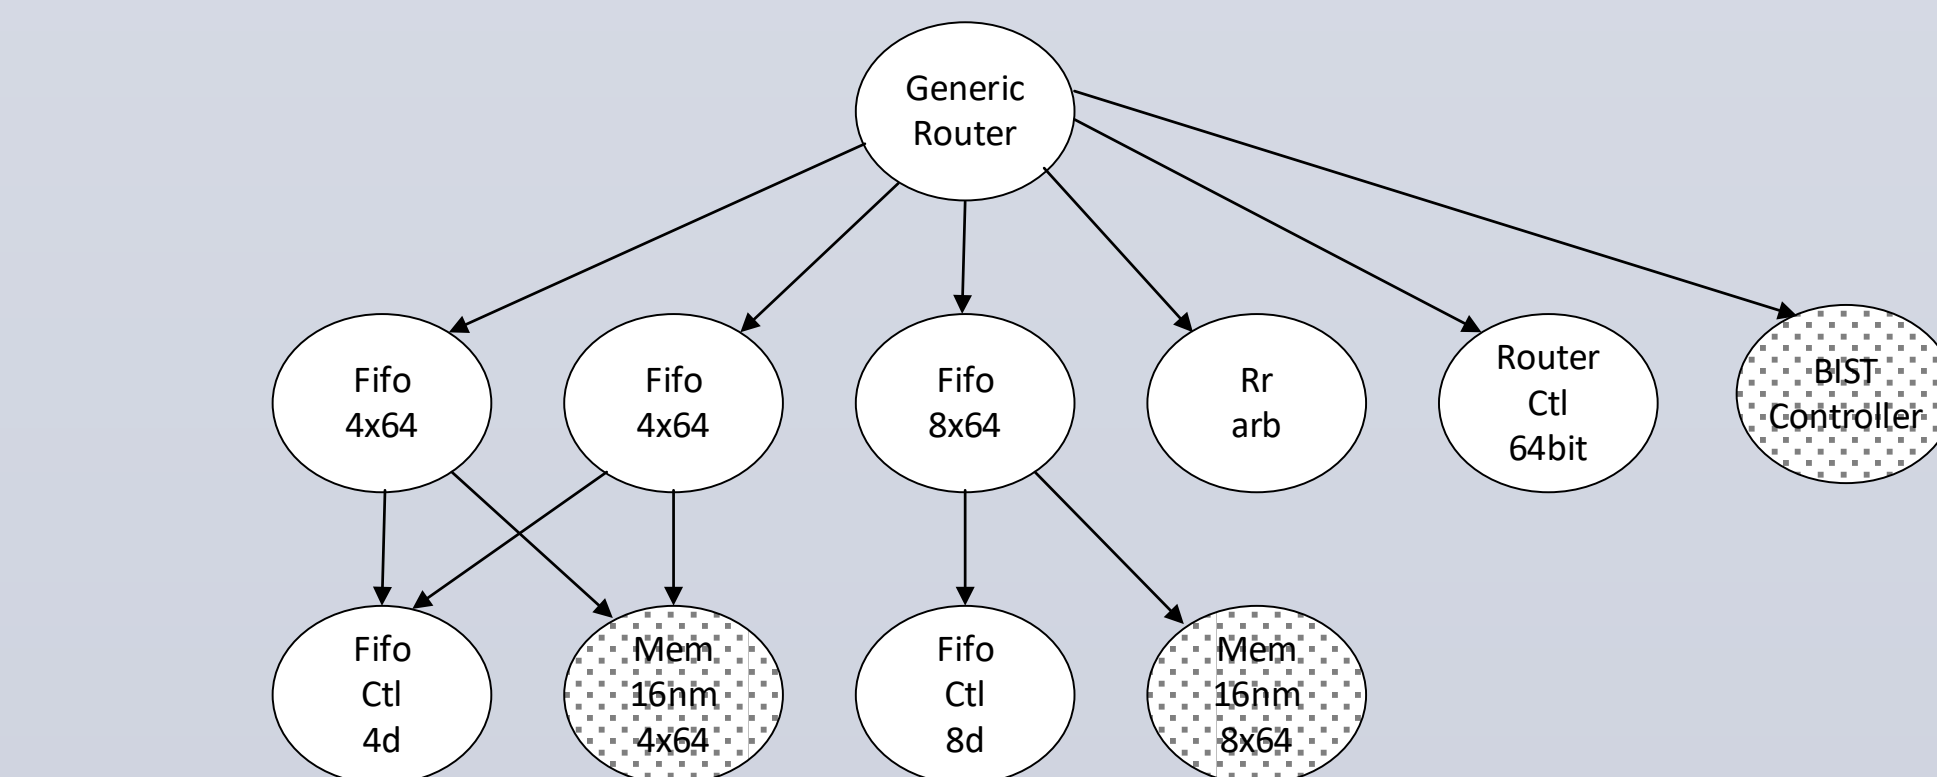 Generic
Router
Fifo
4x64
Fifo
4x64
Fifo
8x64
Rr
arb
Router
Ctl
64bit
BIST
Controller
Fifo
Ctl
4d
Mem
16nm
4x64
Fifo
Ctl
8d
Mem
16nm
8x64